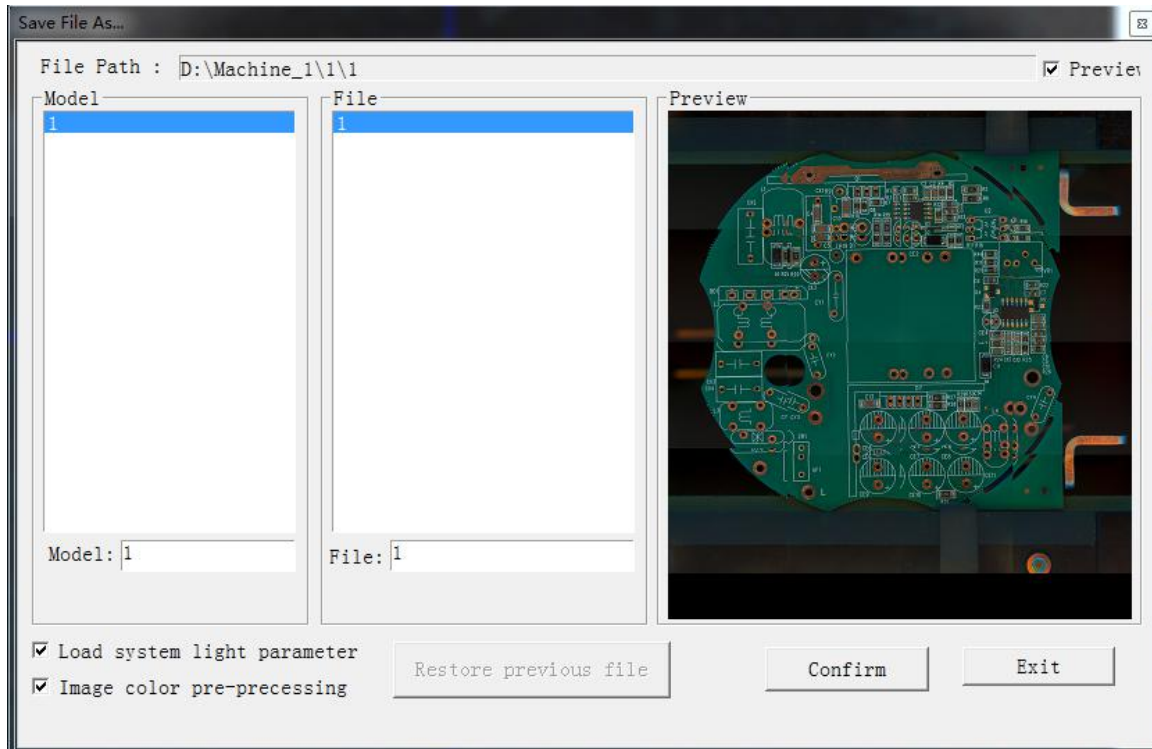 Save File As...
File Path : D:\Machine_1\1\1
Preview
Model
File
Preview
1
1
Model: 1
File: 1
Load system light parameter
Image color pre-precessing
Restore previous file
Confirm
Exit